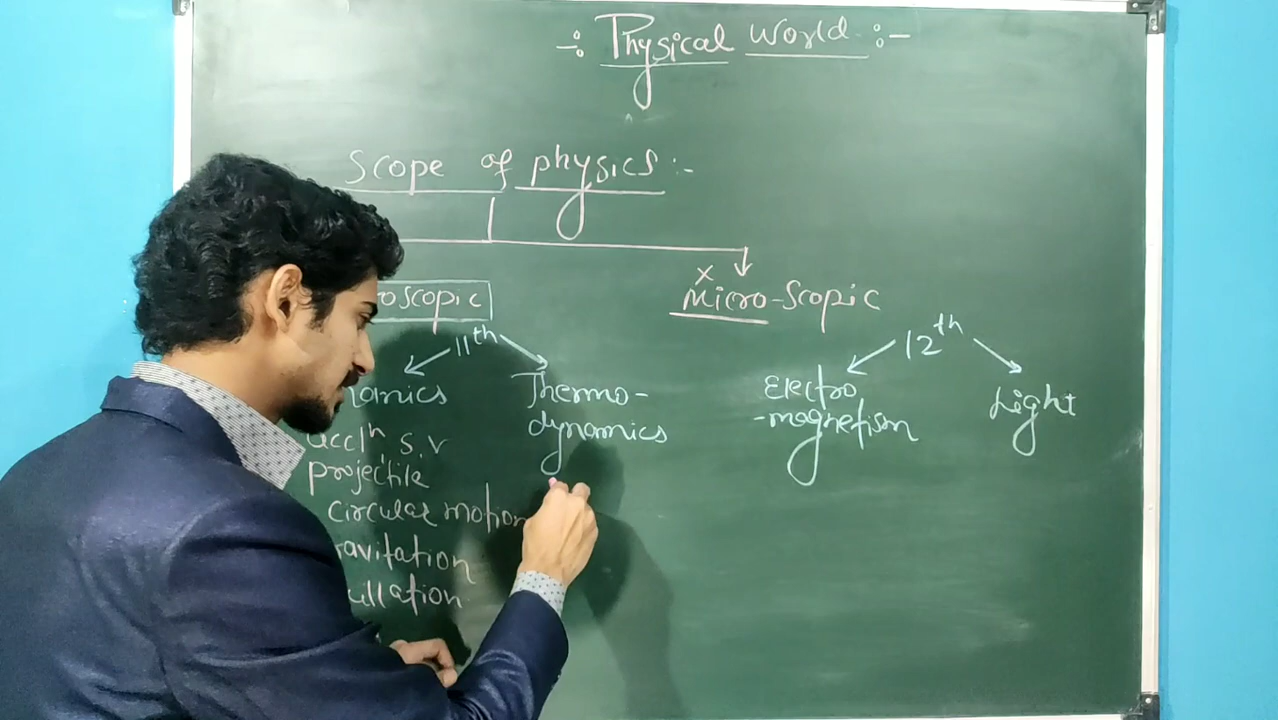 -: Physical World :-
Scope of physics :-
x
oscopic Micro-Scopic
11th 12th
namics Thermo- Electro Light
dynamics -magnetism
accln, s, v
projectile
circular motion
ravitation
ullation